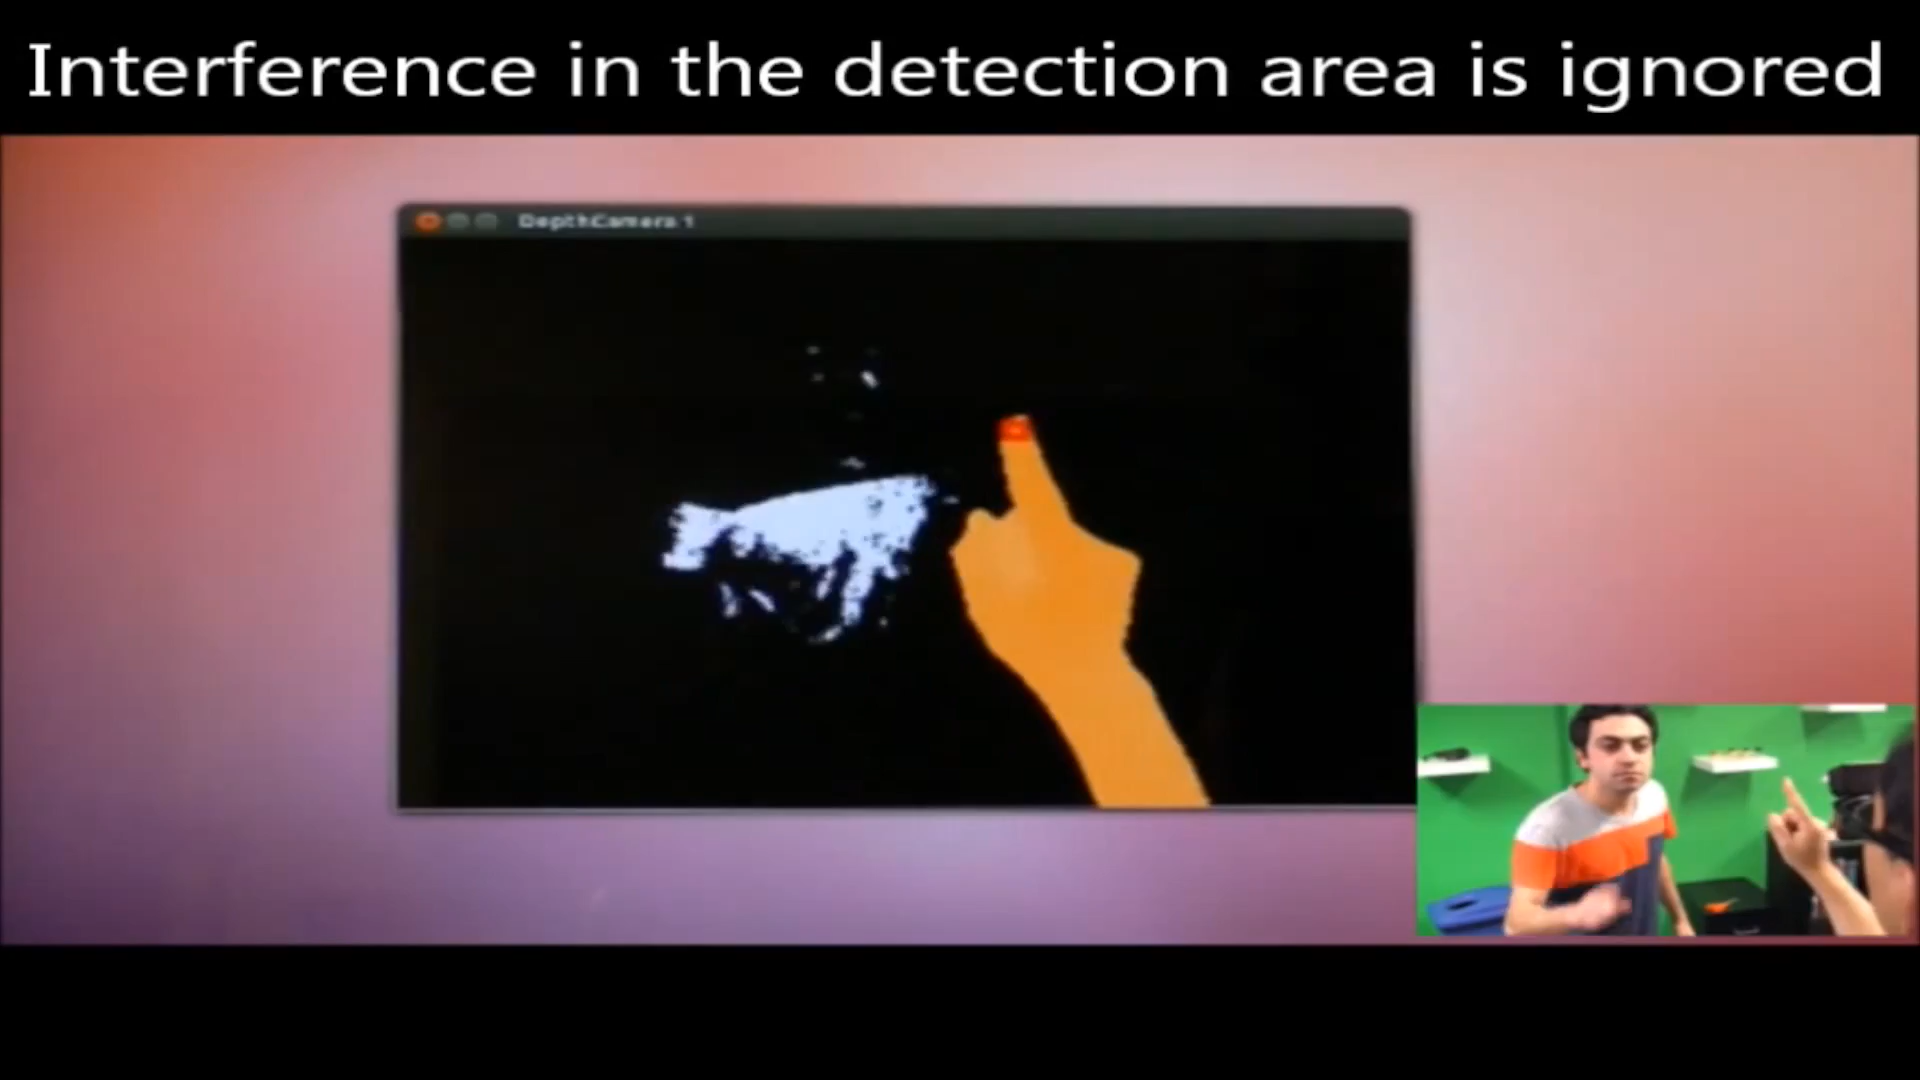 Interference in the detection area is ignored
DepthCamera 1